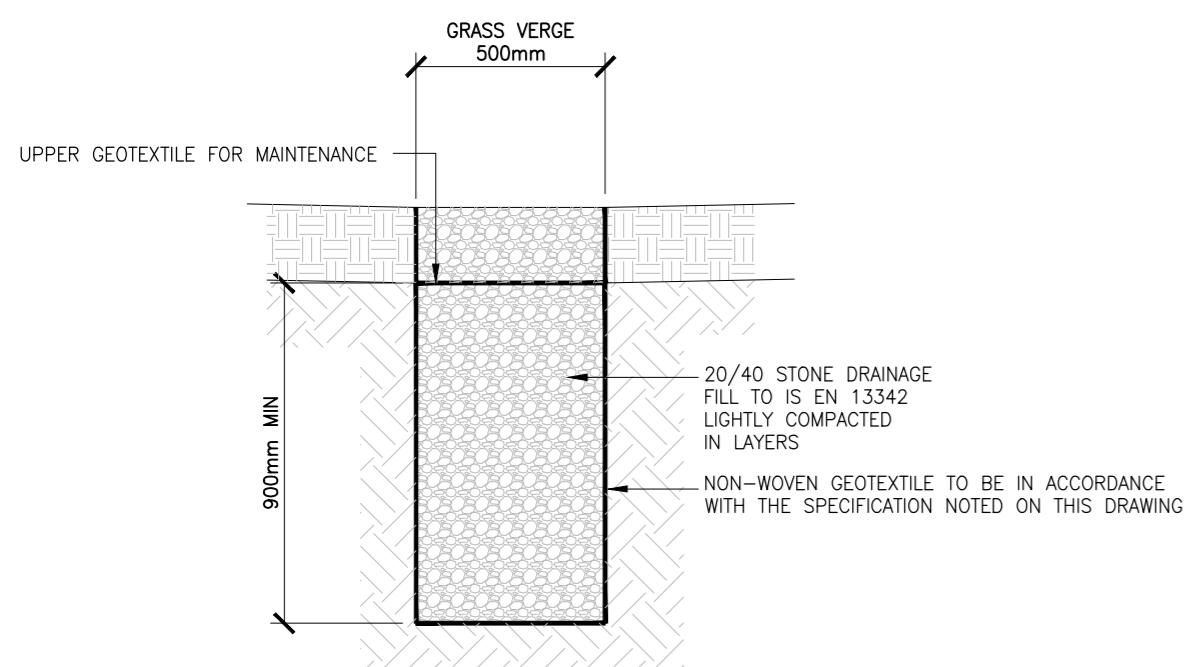 GRASS VERGE
500mm
UPPER GEOTEXTILE FOR MAINTENANCE
900mm MIN
20/40 STONE DRAINAGE
FILL TO IS EN 13342
LIGHTLY COMPACTED
IN LAYERS
NON-WOVEN GEOTEXTILE TO BE IN ACCORDANCE
WITH THE SPECIFICATION NOTED ON THIS DRAWING